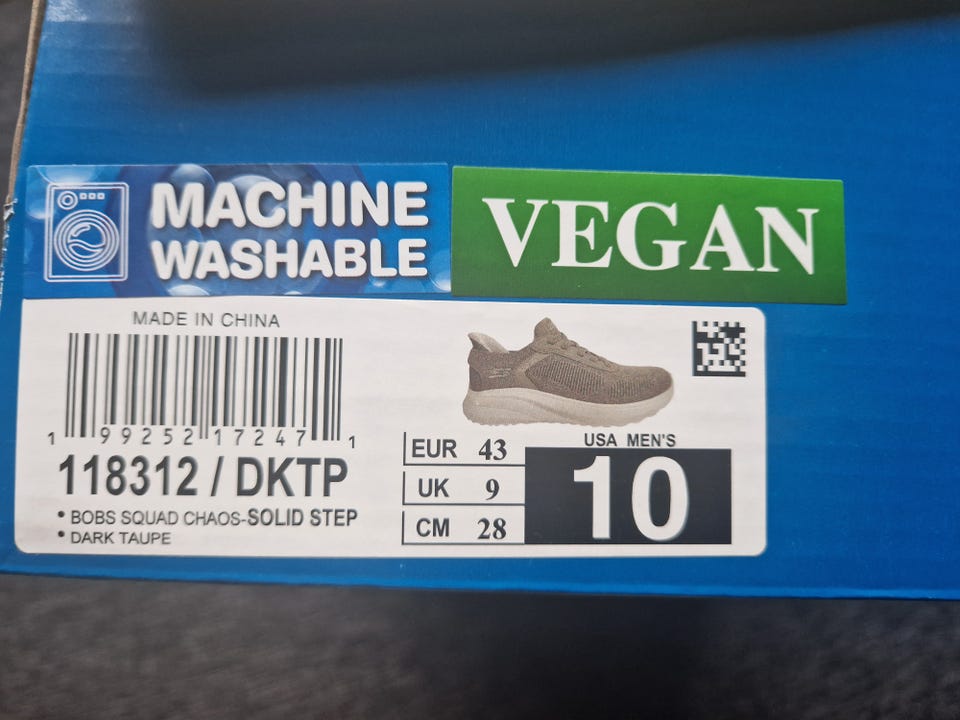 MACHINE
WASHABLE
VEGAN
MADE IN CHINA
1 99252 17247 1
118312 / DKTP
• BOBS SQUAD CHAOS-SOLID STEP
• DARK TAUPE
EUR 43
UK 9
CM 28
USA MEN'S
10